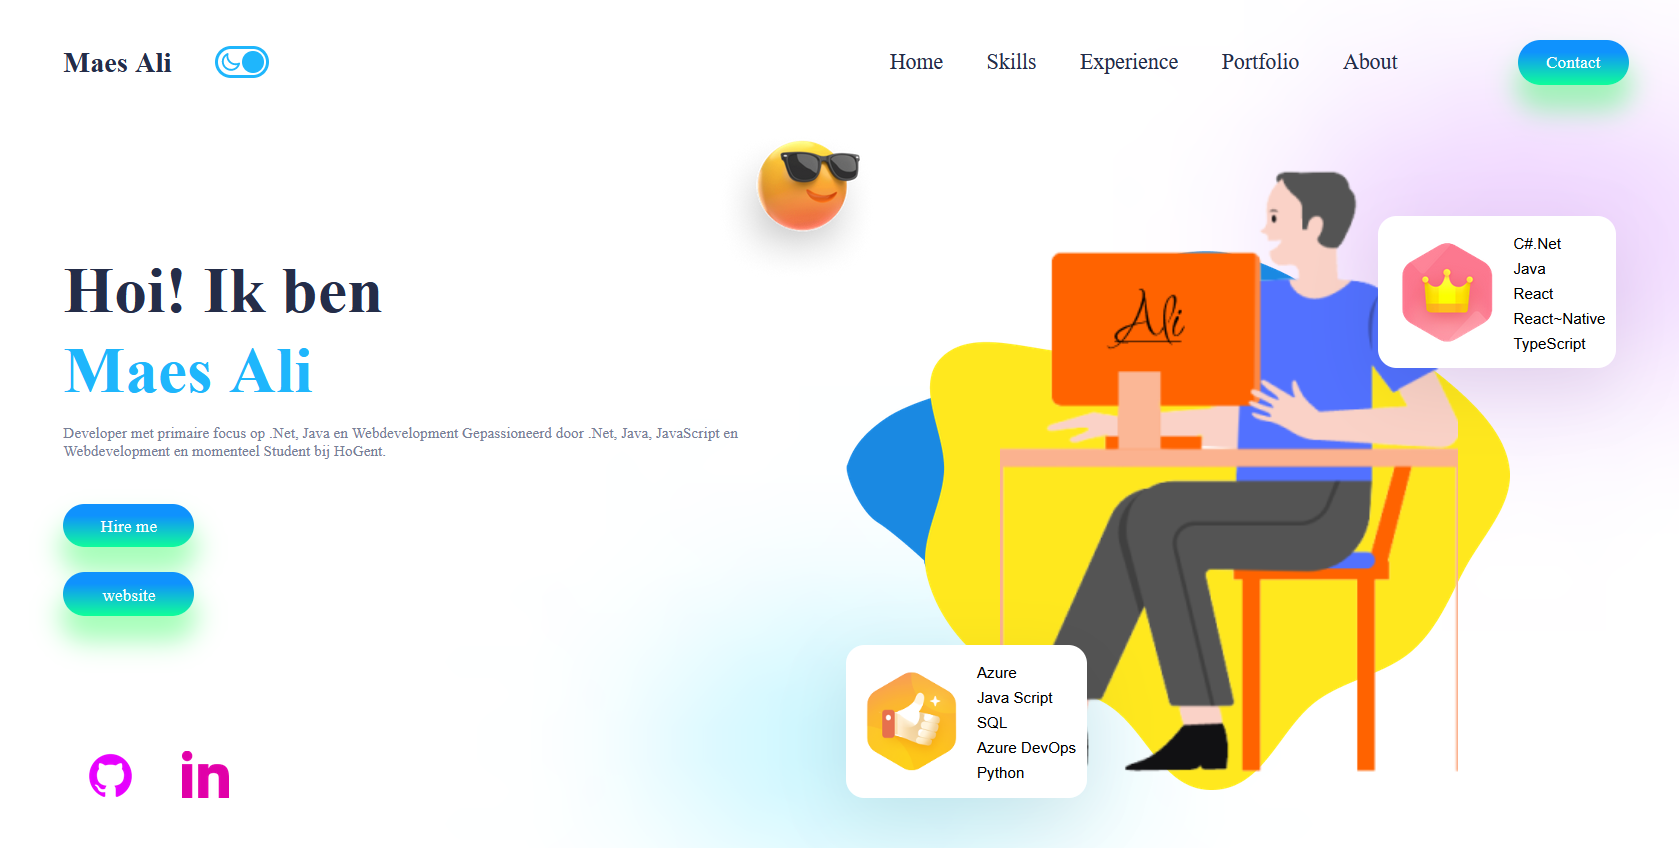 Maes Ali
Home
Skills
Experience
Portfolio
About
Contact
Hoi! Ik ben
Maes Ali
Developer met primaire focus op .Net, Java en Webdevelopment Gepassioneerd door .Net, Java, JavaScript en
Webdevelopment en momenteel Student bij HoGent.
Hire me
website
Ali
C#.Net
Java
React
React~Native
TypeScript
Azure
Java Script
SQL
Azure DevOps
Python
in